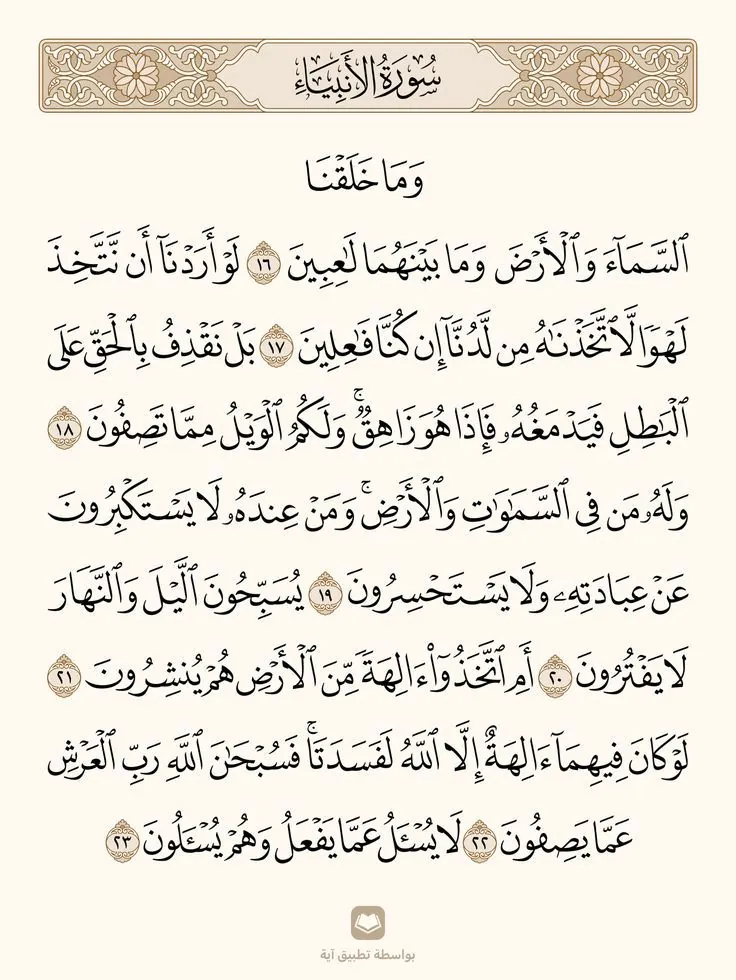 سُورَةُ الأَنبِيَاءِ
وَمَا خَلَقۡنَا
ٱلسَّمَآءَ وَٱلۡأَرۡضَ وَمَا بَيۡنَهُمَا لَٰعِبِينَ ١٦ لَوۡ أَرَدۡنَآ أَن نَّتَّخِذَ
لَهۡوٗا لَّٱتَّخَذۡنَٰهُ مِن لَّدُنَّآ إِن كُنَّا فَٰعِلِينَ ١٧ بَلۡ نَقۡذِفُ بِٱلۡحَقِّ عَلَى
ٱلۡبَٰطِلِ فَيَدۡمَغُهُۥ فَإِذَا هُوَ زَاهِقٞۚ وَلَكُمُ ٱلۡوَيۡلُ مِمَّا تَصِفُونَ ١٨
وَلَهُۥ مَن فِي ٱلسَّمَٰوَٰتِ وَٱلۡأَرۡضِۚ وَمَنۡ عِندَهُۥ لَا يَسۡتَكۡبِرُونَ
عَنۡ عِبَادَتِهِۦ وَلَا يَسۡتَحۡسِرُونَ ١٩ يُسَبِّحُونَ ٱلَّيۡلَ وَٱلنَّهَارَ
لَا يَفۡتُرُونَ ٢٠ أَمِ ٱتَّخَذُوٓاْ ءَالِهَةٗ مِّنَ ٱلۡأَرۡضِ هُمۡ يُنشِرُونَ ٢١
لَوۡ كَانَ فِيهِمَآ ءَالِهَةٌ إِلَّا ٱللَّهُ لَفَسَدَتَاۚ فَسُبۡحَٰنَ ٱللَّهِ رَبِّ ٱلۡعَرۡشِ
عَمَّا يَصِفُونَ ٢٢ لَا يُسۡـَٔلُ عَمَّا يَفۡعَلُ وَهُمۡ يُسۡـَٔلُونَ ٢٣
بواسطة تطبيق آية